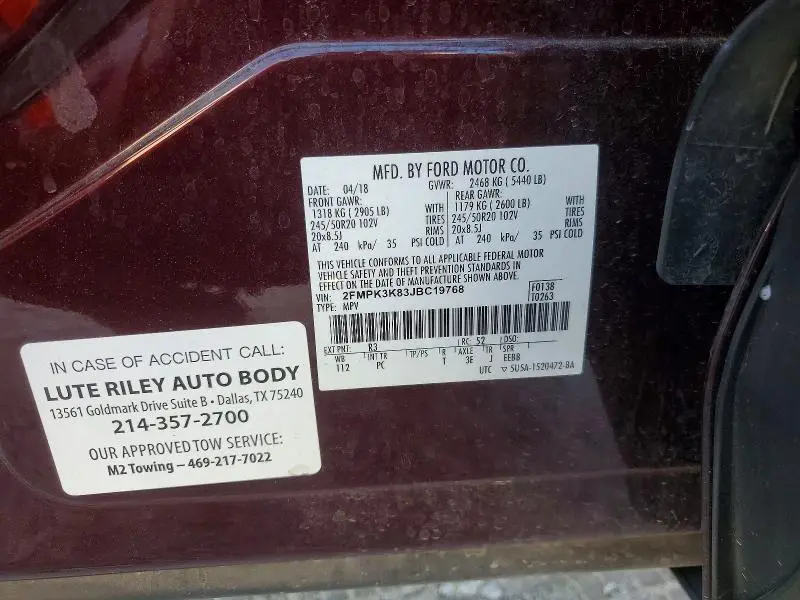 MFD. BY FORD MOTOR CO.
DATE: 04/18 GVWR: 2468 KG ( 5440 LB)
FRONT GAWR: REAR GAWR:
1318 KG ( 2905 LB) WITH 1179 KG ( 2600 LB) WITH
245/50R20 102V TIRES 245/50R20 102V TIRES
20x8.5J RIMS 20x8.5J RIMS
AT 240 kPa/ 35 PSI COLD AT 240 kPa/ 35 PSI COLD
THIS VEHICLE CONFORMS TO ALL APPLICABLE FEDERAL MOTOR
VEHICLE SAFETY AND THEFT PREVENTION STANDARDS IN
EFFECT ON THE DATE OF MANUFACTURE SHOWN ABOVE.
VIN: 2FMPK3K83JBC19768 F0138
TYPE: MPV T0263
EXT PNT: R3 RC: 52 DSO:
WB INT TR TP/PS R AXLE TR SPR
112 PC T 3E J EEBB
UTC ▽ 5U5A-1520472-BA
IN CASE OF ACCIDENT CALL:
LUTE RILEY AUTO BODY
13561 Goldmark Drive Suite B • Dallas, TX 75240
214-357-2700
OUR APPROVED TOW SERVICE:
M2 Towing – 469-217-7022